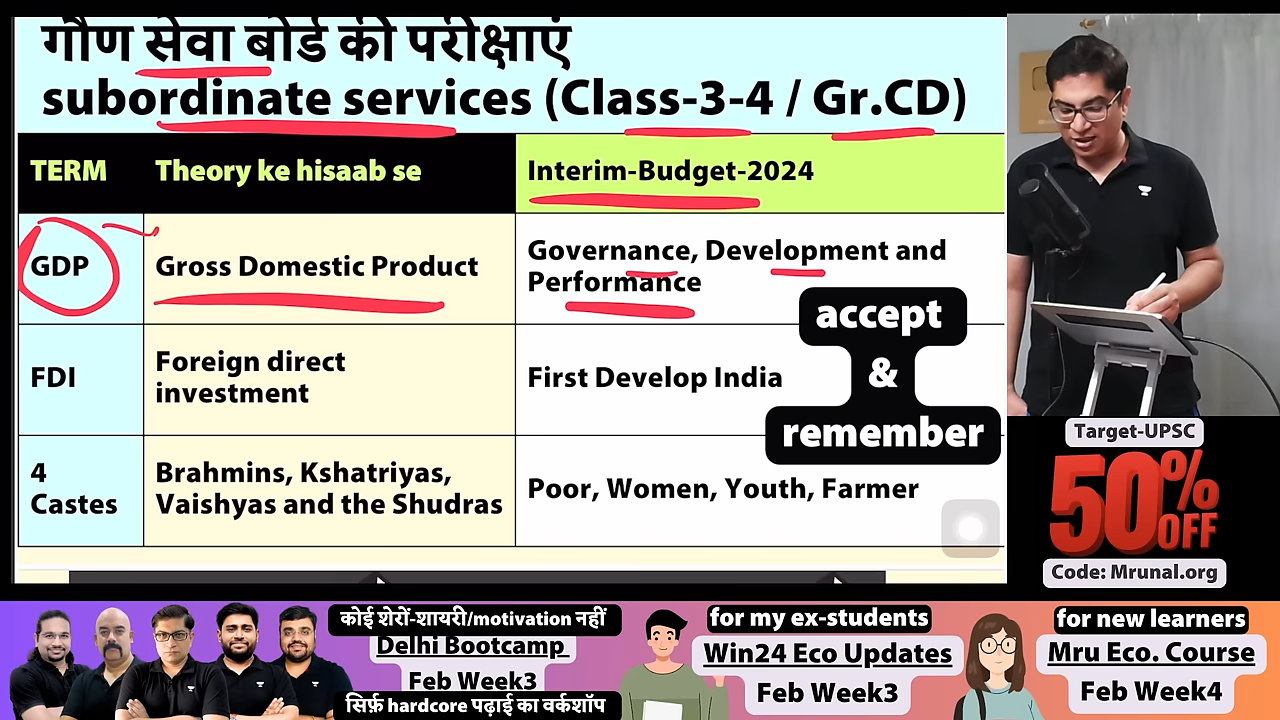 गौण सेवा बोर्ड की परीक्षाएं
subordinate services (Class-3-4 / Gr.CD)
TERM
Theory ke hisaab se
Interim-Budget-2024
GDP
Gross Domestic Product
Governance, Development and
Performance
FDI
Foreign direct
investment
First Develop India
accept
&
remember
4
Castes
Brahmins, Kshatriyas,
Vaishyas and the Shudras
Poor, Women, Youth, Farmer
Target-UPSC
50% OFF
Code: Mrunal.org
कोई शेरों-शायरी/motivation नहीं
Delhi Bootcamp
Feb Week3
सिर्फ़ hardcore पढ़ाई का वर्कशॉप
for my ex-students
Win24 Eco Updates
Feb Week3
for new learners
Mru Eco. Course
Feb Week4